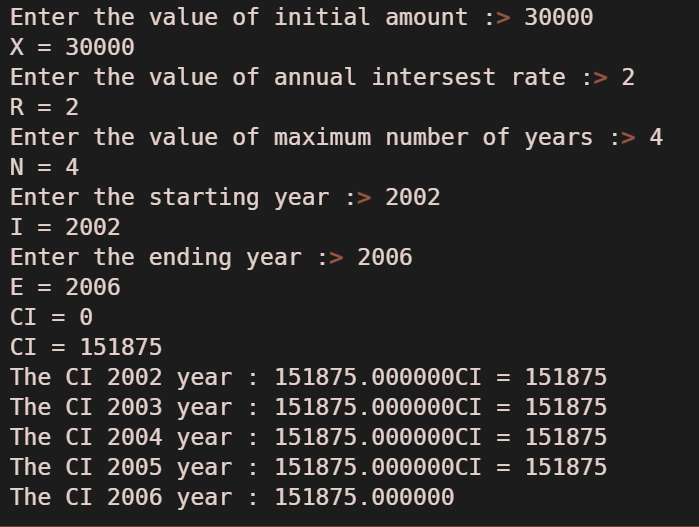 Enter the value of initial amount :> 30000
X = 30000
Enter the value of annual intersest rate :> 2
R = 2
Enter the value of maximum number of years :> 4
N = 4
Enter the starting year :> 2002
I = 2002
Enter the ending year :> 2006
E = 2006
CI = 0
CI = 151875
The CI 2002 year : 151875.000000CI = 151875
The CI 2003 year : 151875.000000CI = 151875
The CI 2004 year : 151875.000000CI = 151875
The CI 2005 year : 151875.000000CI = 151875
The CI 2006 year : 151875.000000